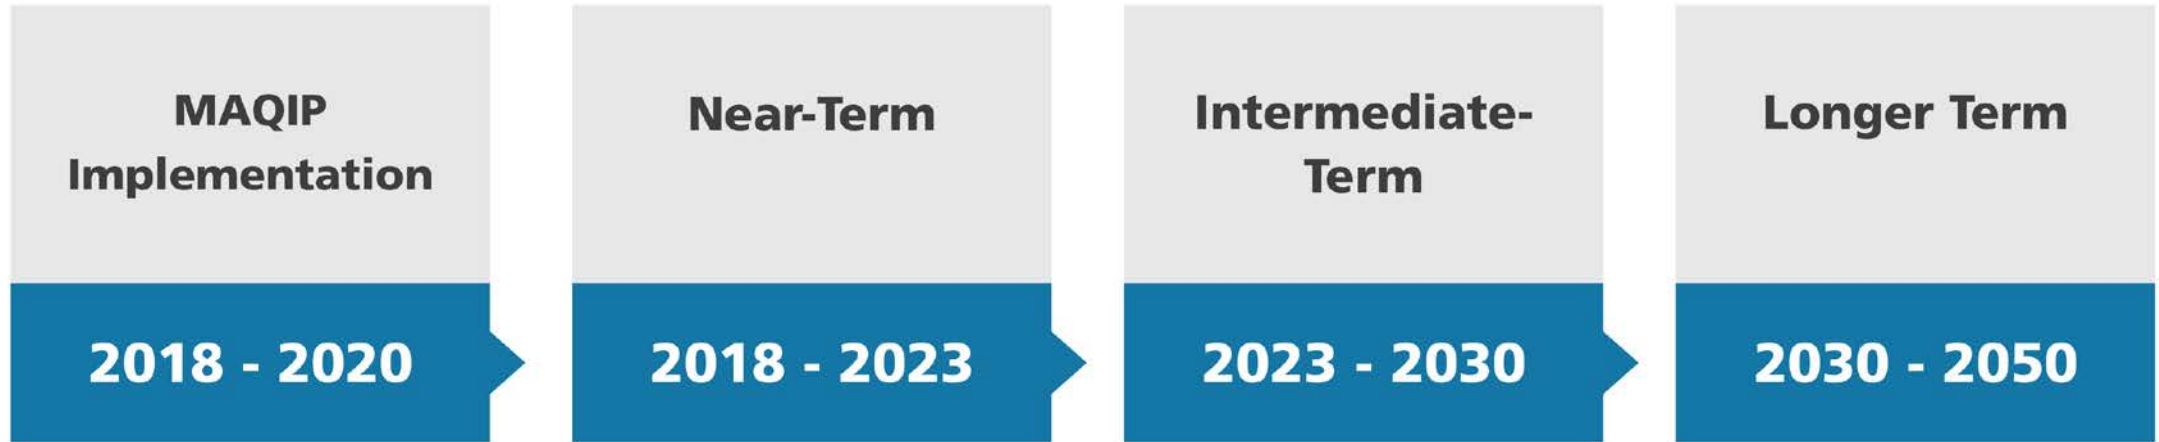 MAQIP
Implementation
2018 - 2020
Near-Term
2018 - 2023
Intermediate-
Term
2023 - 2030
Longer Term
2030 - 2050